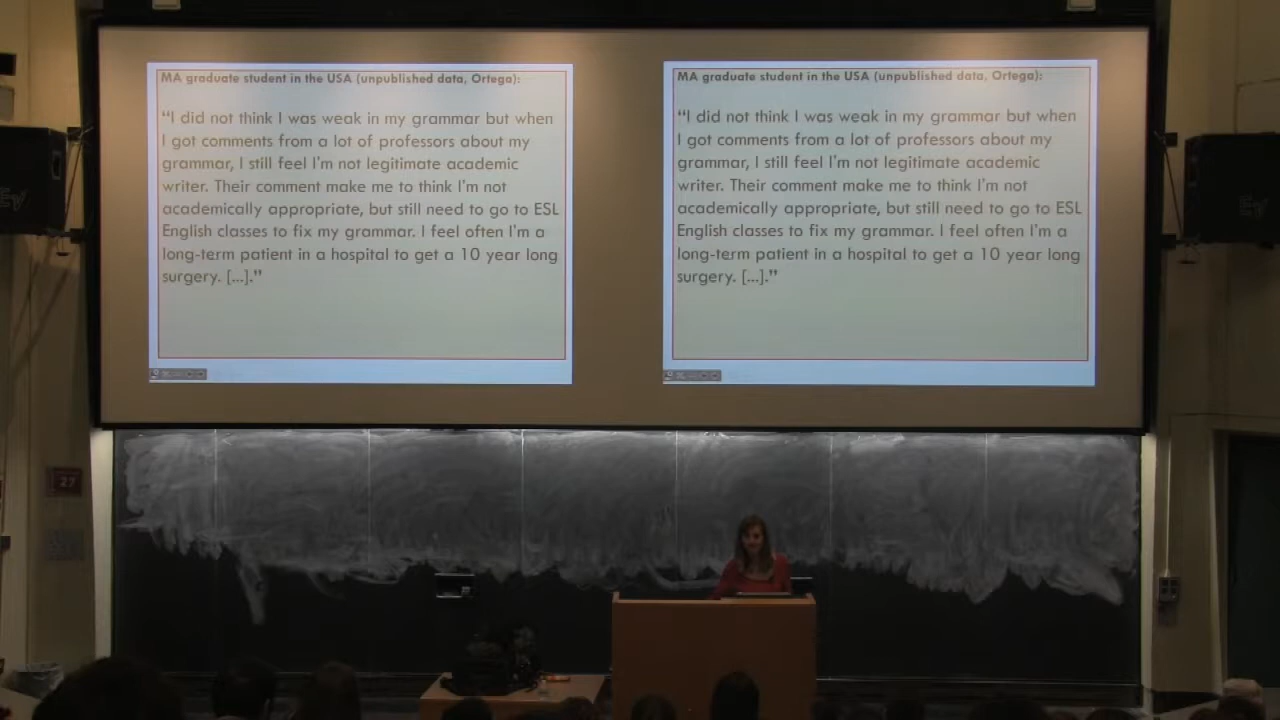 MA graduate student in the USA (unpublished data, Ortega):
“I did not think I was weak in my grammar but when
I got comments from a lot of professors about my
grammar, I still feel I’m not legitimate academic
writer. Their comment make me to think I’m not
academically appropriate, but still need to go to ESL
English classes to fix my grammar. I feel often I’m a
long-term patient in a hospital to get a 10 year long
surgery. […].”
MA graduate student in the USA (unpublished data, Ortega):
“I did not think I was weak in my grammar but when
I got comments from a lot of professors about my
grammar, I still feel I’m not legitimate academic
writer. Their comment make me to think I’m not
academically appropriate, but still need to go to ESL
English classes to fix my grammar. I feel often I’m a
long-term patient in a hospital to get a 10 year long
surgery. […].”
27